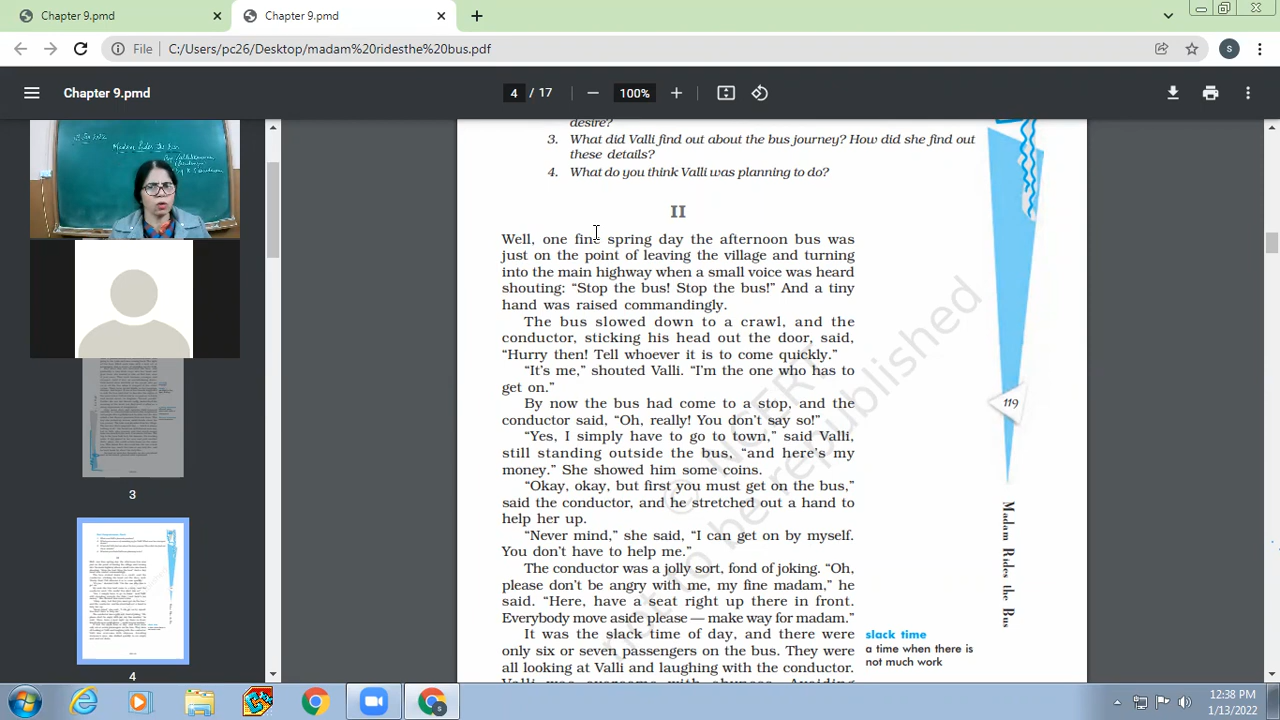 Chapter 9.pmd
Chapter 9.pmd
File
C:/Users/pc26/Desktop/madam%20ridesthe%20bus.pdf
S
Chapter 9.pmd
4 / 17
100%
Madam Rides the Bus
3
4
desire?
3. What did Valli find out about the bus journey? How did she find out
these details?
4. What do you think Valli was planning to do?
II
Well, one fine spring day the afternoon bus was
just on the point of leaving the village and turning
into the main highway when a small voice was heard
shouting: “Stop the bus! Stop the bus!” And a tiny
hand was raised commandingly.
The bus slowed down to a crawl, and the
conductor, sticking his head out the door, said,
“Hurry then! Tell whoever it is to come quickly.”
“It’s me,” shouted Valli. “I’m the one who has to
get on.”
By now the bus had come to a stop, and the
conductor said, “Oh, really! You don’t say so!”
“Yes, I simply have to go to town,” said Valli,
still standing outside the bus, “and here’s my
money.” She showed him some coins.
“Okay, okay, but first you must get on the bus,”
said the conductor, and he stretched out a hand to
help her up.
“Never mind,” she said, “I can get on by myself.
You don’t have to help me.”
The conductor was a jolly sort, fond of joking. “Oh,
please don’t be angry with me, my fine madam,” he
said. “Here, have a seat right up there in front.
Everybody move aside please — make way for madam.”
It was the slack time of day, and there were
only six or seven passengers on the bus. They were
all looking at Valli and laughing with the conductor.
Valli was overcome with shyness. Avoiding
119
Madam Rides the Bus
slack time
a time when there is
not much work
12:38 PM
1/13/2022